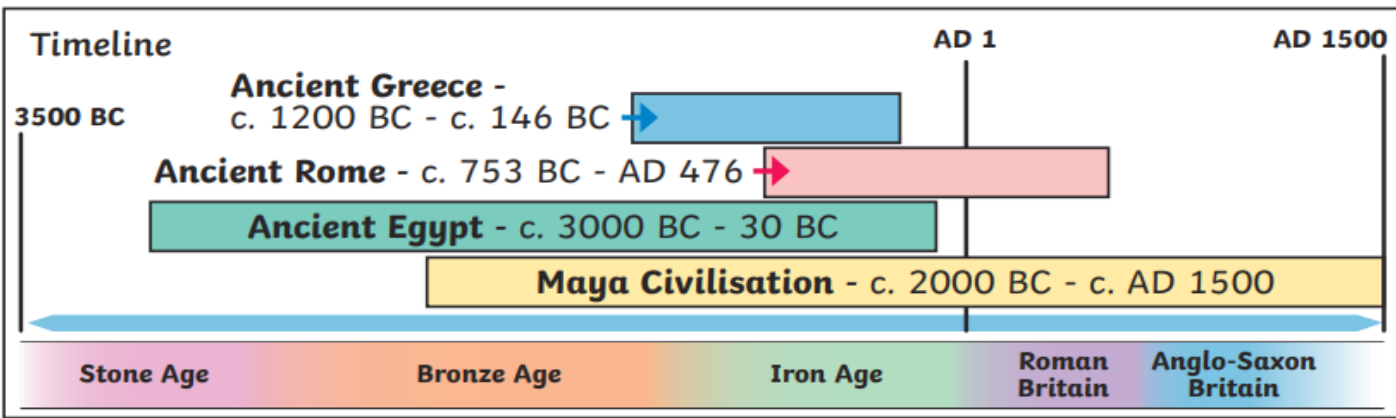 Timeline
AD 1
AD 1500
3500 BC
Ancient Greece -
c. 1200 BC - c. 146 BC
Ancient Rome - c. 753 BC - AD 476
Ancient Egypt - c. 3000 BC - 30 BC
Maya Civilisation - c. 2000 BC - c. AD 1500
Stone Age
Bronze Age
Iron Age
Roman
Britain
Anglo-Saxon
Britain